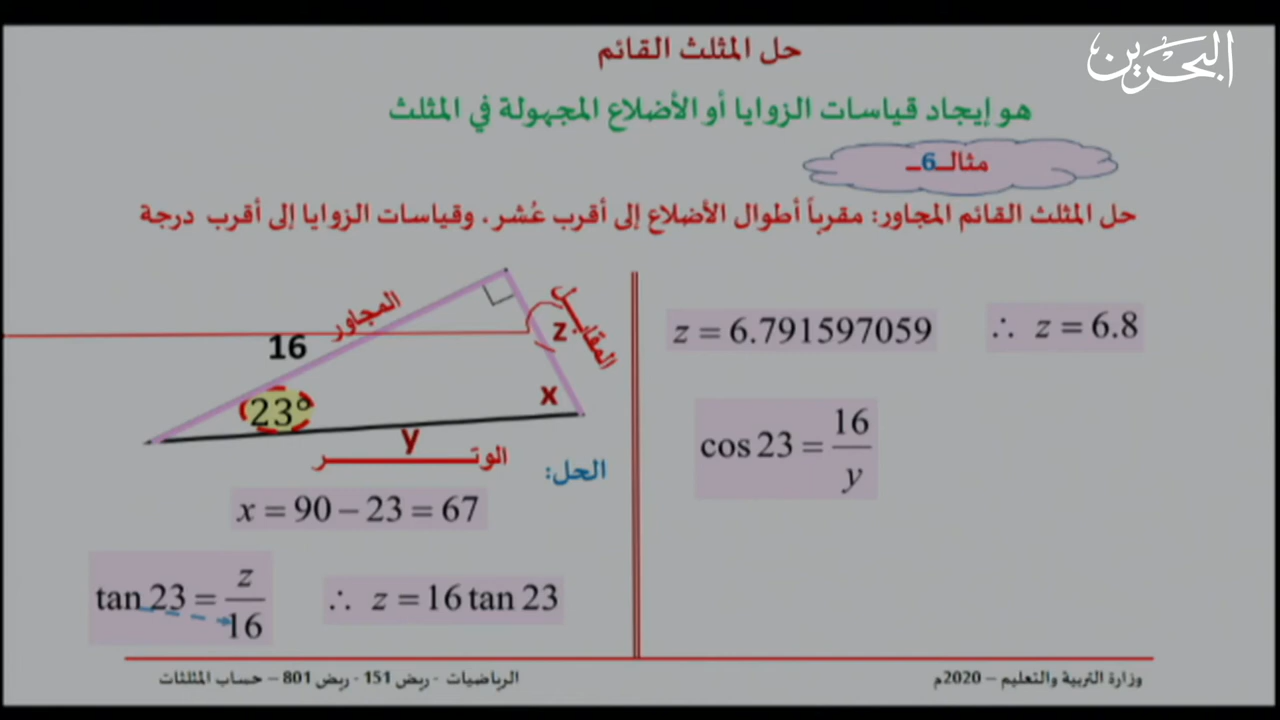 البحرين
حل المثلث القائم
هو إيجاد قياسات الزوايا أو الأضلاع المجهولة في المثلث
مثالـ6ـ
حل المثلث القائم المجاور: مقرباً أطوال الأضلاع إلى أقرب عُشر. وقياسات الزوايا إلى أقرب درجة
المجاور
المقابل
16
z
23°
x
y
الوتـــر
الحل:
x = 90 − 23 = 67
tan 23 = z/16
∴ z = 16 tan 23
z = 6.791597059
∴ z = 6.8
cos 23 = 16/y
وزارة التربية والتعليم – 2020م
الرياضيات - ريض 151 - ريض 801 – حساب المثلثات